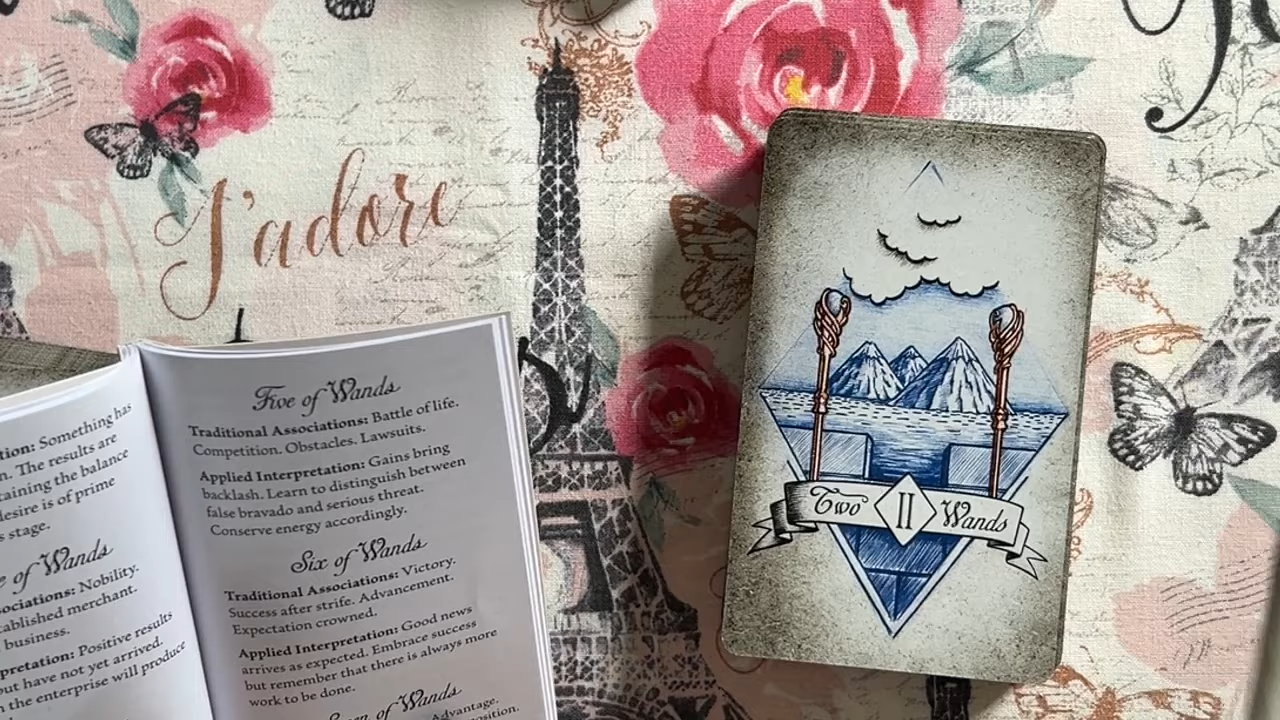 J'adore
tion: Something has
n. The results are
taining the balance
desire is of prime
s stage.
e of Wands
sociations: Nobility.
tablished merchant.
business.
pretation: Positive results
but have not yet arrived.
n the enterprise will produce
Five of Wands
Traditional Associations: Battle of life.
Competition. Obstacles. Lawsuits.
Applied Interpretation: Gains bring
backlash. Learn to distinguish between
false bravado and serious threat.
Conserve energy accordingly.
Six of Wands
Traditional Associations: Victory.
Success after strife. Advancement.
Expectation crowned.
Applied Interpretation: Good news
arrives as expected. Embrace success
but remember that there is always more
work to be done.
of Wands
Advantage.
Two II Wands